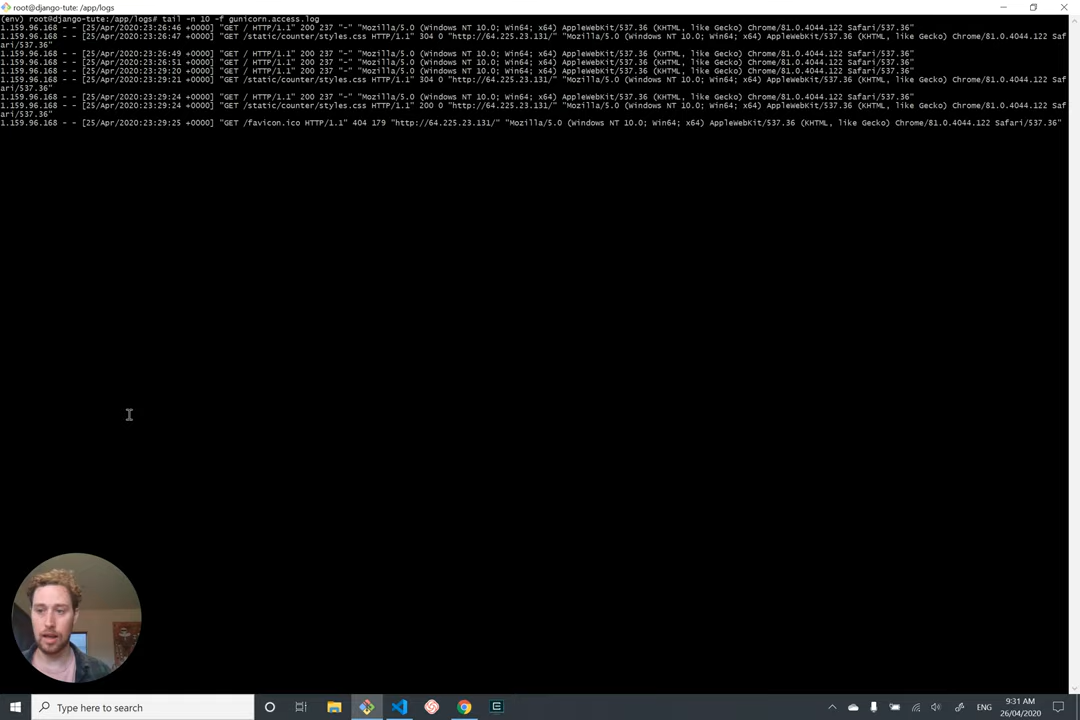 root@django-tute: /app/logs
(env) root@django-tute:/app/logs# tail -n 10 -f gunicorn.access.log
1.159.96.168 - - [25/Apr/2020:23:26:46 +0000] "GET / HTTP/1.1" 200 237 "-" "Mozilla/5.0 (Windows NT 10.0; Win64; x64) AppleWebKit/537.36 (KHTML, like Gecko) Chrome/81.0.4044.122 Safari/537.36"
1.159.96.168 - - [25/Apr/2020:23:26:47 +0000] "GET /static/counter/styles.css HTTP/1.1" 304 0 "http://64.225.23.131/" "Mozilla/5.0 (Windows NT 10.0; Win64; x64) AppleWebKit/537.36 (KHTML, like Gecko) Chrome/81.0.4044.122 Saf
ari/537.36"
1.159.96.168 - - [25/Apr/2020:23:26:49 +0000] "GET / HTTP/1.1" 200 237 "-" "Mozilla/5.0 (Windows NT 10.0; Win64; x64) AppleWebKit/537.36 (KHTML, like Gecko) Chrome/81.0.4044.122 Safari/537.36"
1.159.96.168 - - [25/Apr/2020:23:26:51 +0000] "GET / HTTP/1.1" 200 237 "-" "Mozilla/5.0 (Windows NT 10.0; Win64; x64) AppleWebKit/537.36 (KHTML, like Gecko) Chrome/81.0.4044.122 Safari/537.36"
1.159.96.168 - - [25/Apr/2020:23:29:20 +0000] "GET / HTTP/1.1" 200 237 "-" "Mozilla/5.0 (Windows NT 10.0; Win64; x64) AppleWebKit/537.36 (KHTML, like Gecko) Chrome/81.0.4044.122 Safari/537.36"
1.159.96.168 - - [25/Apr/2020:23:29:21 +0000] "GET /static/counter/styles.css HTTP/1.1" 304 0 "http://64.225.23.131/" "Mozilla/5.0 (Windows NT 10.0; Win64; x64) AppleWebKit/537.36 (KHTML, like Gecko) Chrome/81.0.4044.122 Saf
ari/537.36"
1.159.96.168 - - [25/Apr/2020:23:29:24 +0000] "GET / HTTP/1.1" 200 237 "-" "Mozilla/5.0 (Windows NT 10.0; Win64; x64) AppleWebKit/537.36 (KHTML, like Gecko) Chrome/81.0.4044.122 Safari/537.36"
1.159.96.168 - - [25/Apr/2020:23:29:24 +0000] "GET /static/counter/styles.css HTTP/1.1" 200 0 "http://64.225.23.131/" "Mozilla/5.0 (Windows NT 10.0; Win64; x64) AppleWebKit/537.36 (KHTML, like Gecko) Chrome/81.0.4044.122 Saf
ari/537.36"
1.159.96.168 - - [25/Apr/2020:23:29:25 +0000] "GET /favicon.ico HTTP/1.1" 404 179 "http://64.225.23.131/" "Mozilla/5.0 (Windows NT 10.0; Win64; x64) AppleWebKit/537.36 (KHTML, like Gecko) Chrome/81.0.4044.122 Safari/537.36"
Type here to search
ENG
9:31 AM
26/04/2020